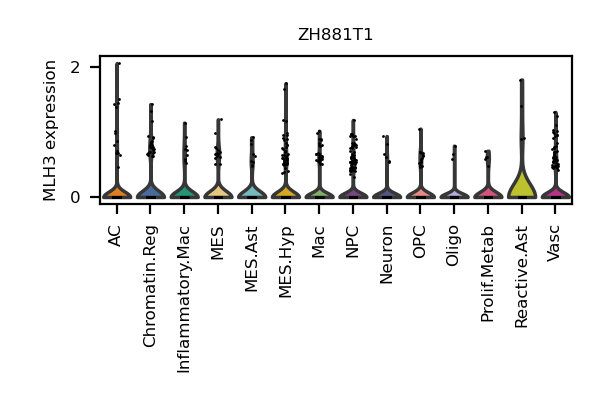 ZH881T1
MLH3 expression
2
0
AC
Chromatin.Reg
Inflammatory.Mac
MES
MES.Ast
MES.Hyp
Mac
NPC
Neuron
OPC
Oligo
Prolif.Metab
Reactive.Ast
Vasc